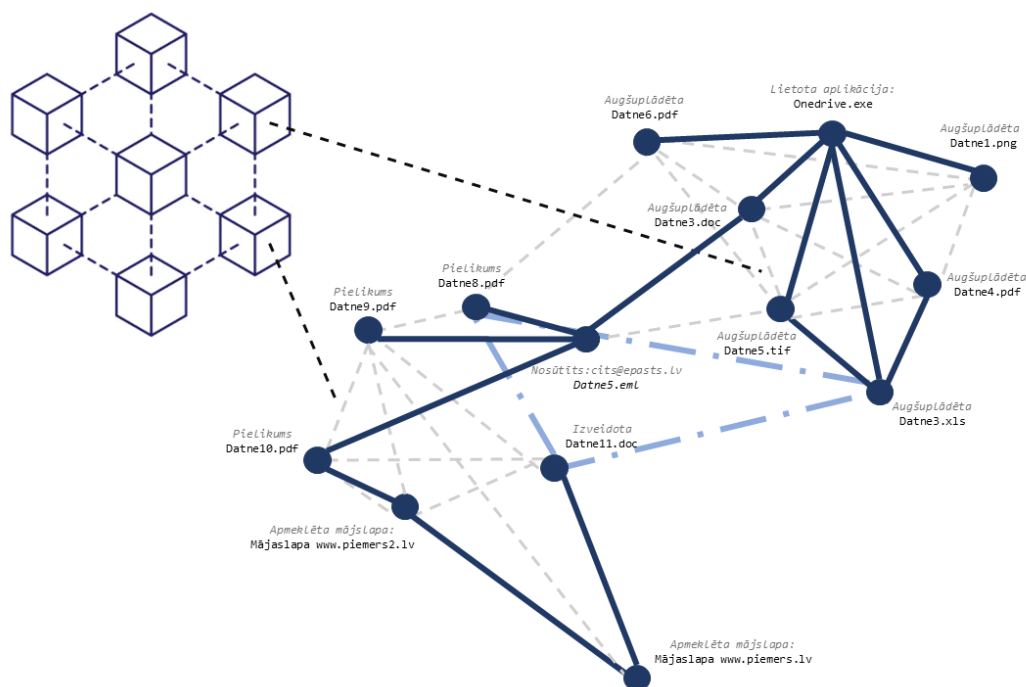 Lietota aplikācija:
Onedrive.exe
Augšuplādēta
Datne6.pdf
Augšuplādēta
Datne1.png
Augšuplādēta
Datne3.doc
Pielikums
Datne8.pdf
Augšuplādēta
Datne4.pdf
Pielikums
Datne9.pdf
Augšuplādēta
Datne5.tif
Nosūtīts:cits@epasts.lv
Datne5.eml
Augšuplādēta
Datne3.xls
Pielikums
Datne10.pdf
Izveidota
Datne11.doc
Apmeklēta mājslapa:
Mājaslapa www.piemers2.lv
Apmeklēta mājslapa:
Mājaslapa www.piemers.lv